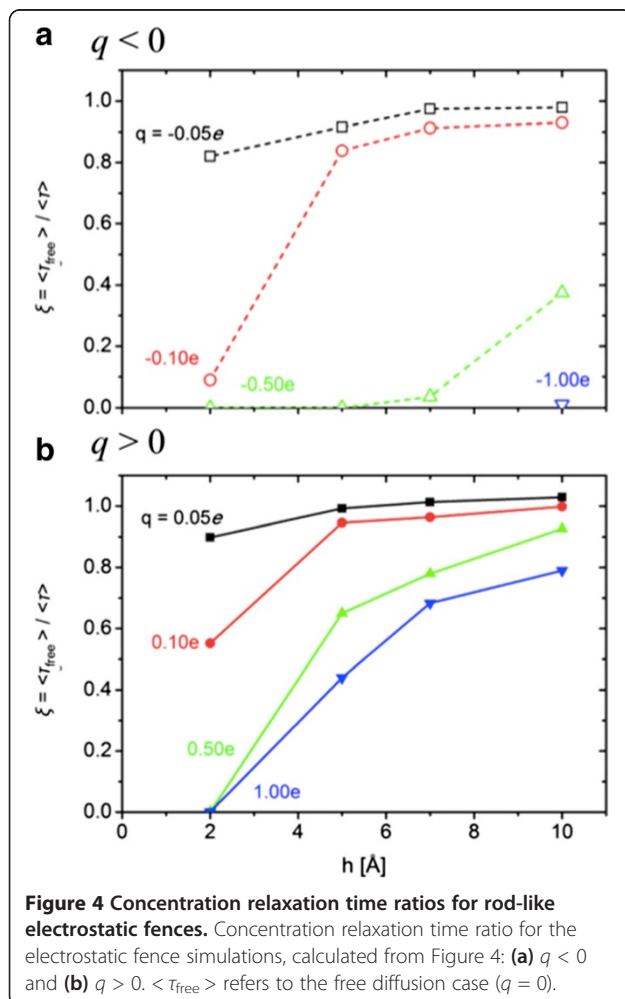 a q < 0
1.0
0.8
0.6
0.4
0.2
0.0
ξ = <τ_free> / <τ>
q = -0.05e
-0.10e
-0.50e
-1.00e
b q > 0
1.0
0.8
0.6
0.4
0.2
0.0
ξ = <τ_free> / <τ>
q = 0.05e
0.10e
0.50e
1.00e
0 2 4 6 8 10
h [Å]
Figure 4 Concentration relaxation time ratios for rod-like
electrostatic fences. Concentration relaxation time ratio for the
electrostatic fence simulations, calculated from Figure 4: (a) q < 0
and (b) q > 0. < τfree > refers to the free diffusion case (q = 0).